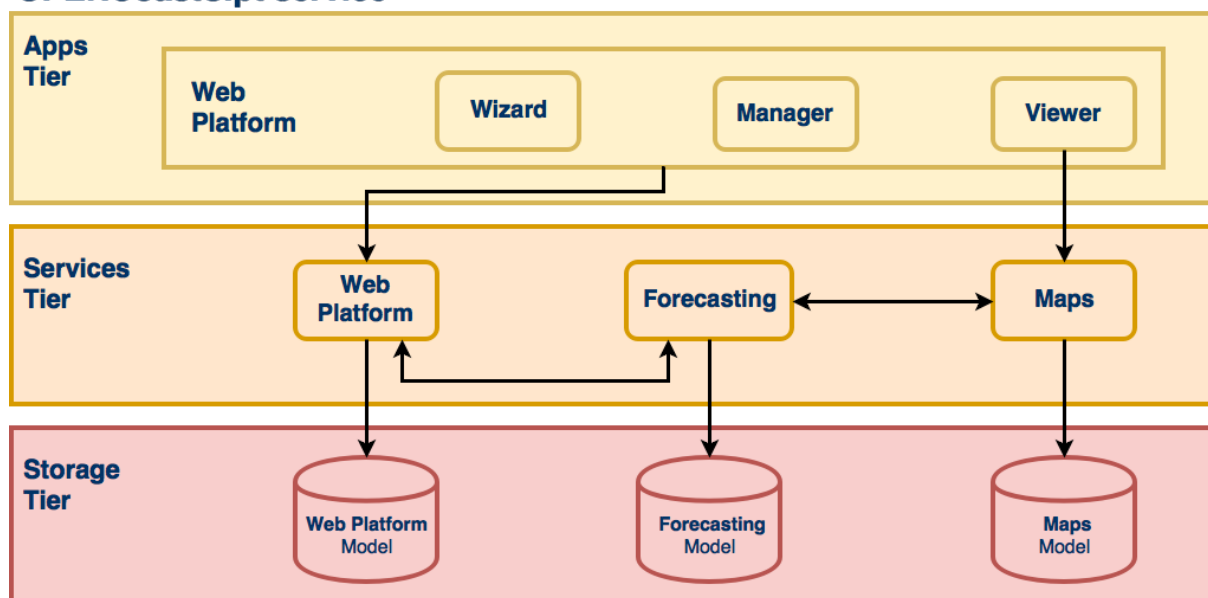 service
Apps
Tier
Web
Platform
Wizard
Manager
Viewer
Services
Tier
Web
Platform
Forecasting
Maps
Storage
Tier
Web Platform
Model
Forecasting
Model
Maps
Model